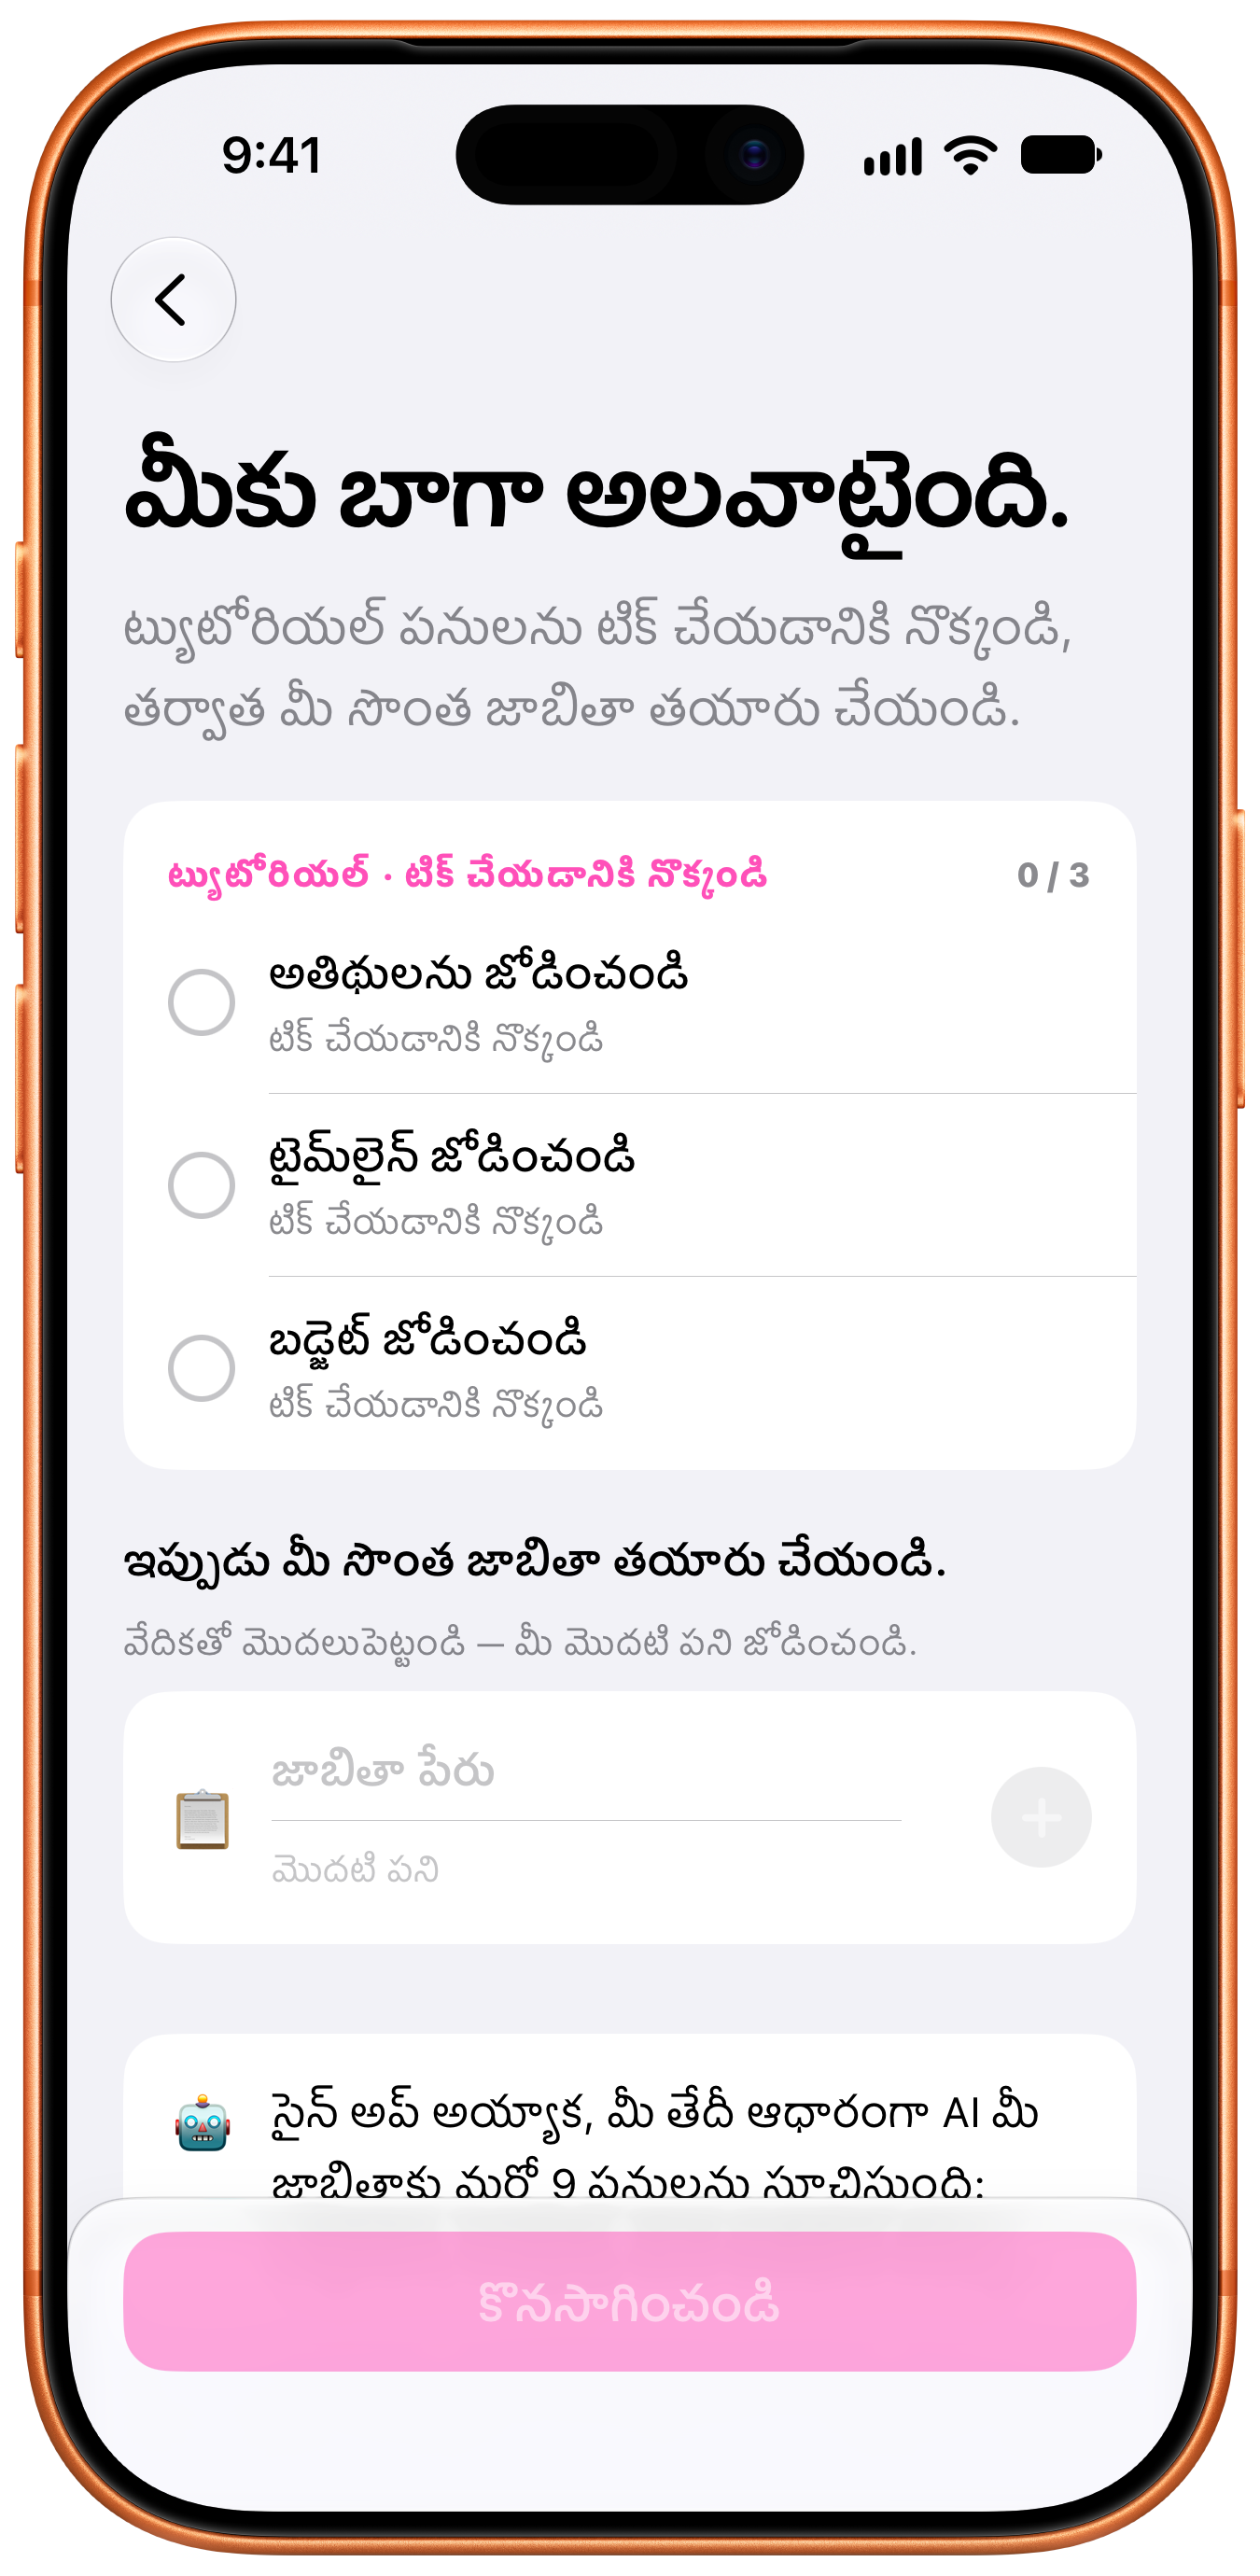 9:41
మీకు బాగా అలవాటైంది.
ట్యుటోరియల్ పనులను టిక్ చేయడానికి నొక్కండి,
తర్వాత మీ సొంత జాబితా తయారు చేయండి.
ట్యుటోరియల్ · టిక్ చేయడానికి నొక్కండి 0 / 3
అతిథులను జోడించండి
టిక్ చేయడానికి నొక్కండి
టైమ్‌లైన్ జోడించండి
టిక్ చేయడానికి నొక్కండి
బడ్జెట్ జోడించండి
టిక్ చేయడానికి నొక్కండి
ఇప్పుడు మీ సొంత జాబితా తయారు చేయండి.
వేదికతో మొదలుపెట్టండి — మీ మొదటి పని జోడించండి.
జాబితా పేరు
మొదటి పని
సైన్ అప్ అయ్యాక, మీ తేదీ ఆధారంగా AI మీ
జాబితాకు మరో 9 పనులను సూచిస్తుంది:
కొనసాగించండి